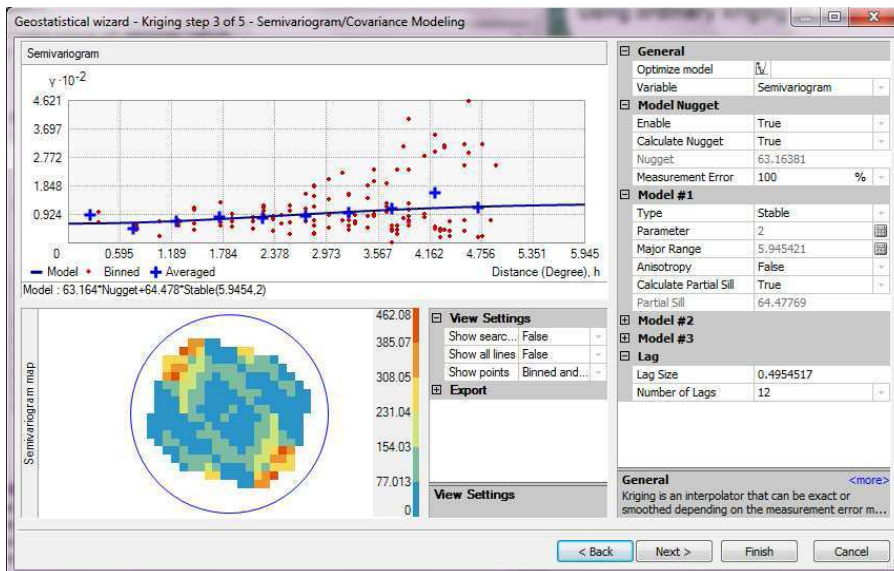 Geostatistical wizard - Kriging step 3 of 5 - Semivariogram/Covariance Modeling
Semivariogram
γ·10⁻²
4.621
3.697
2.772
1.848
0.924
0 0.595 1.189 1.784 2.378 2.973 3.567 4.162 4.756 5.351 5.945
Model Binned Averaged Distance (Degree), h
Model : 63.164*Nugget+64.478*Stable(5.9454,2)
Semivariogram map
462.08
385.07
308.05
231.04
154.03
77.013
0
View Settings
Show searc... False
Show all lines False
Show points Binned and...
Export
View Settings
General
Optimize model
Variable Semivariogram
Model Nugget
Enable True
Calculate Nugget True
Nugget 63.16381
Measurement Error 100 %
Model #1
Type Stable
Parameter 2
Major Range 5.945421
Anisotropy False
Calculate Partial Sill True
Partial Sill 64.47769
Model #2
Model #3
Lag
Lag Size 0.4954517
Number of Lags 12
General <more>
Kriging is an interpolator that can be exact or
smoothed depending on the measurement error m...
< Back Next > Finish Cancel